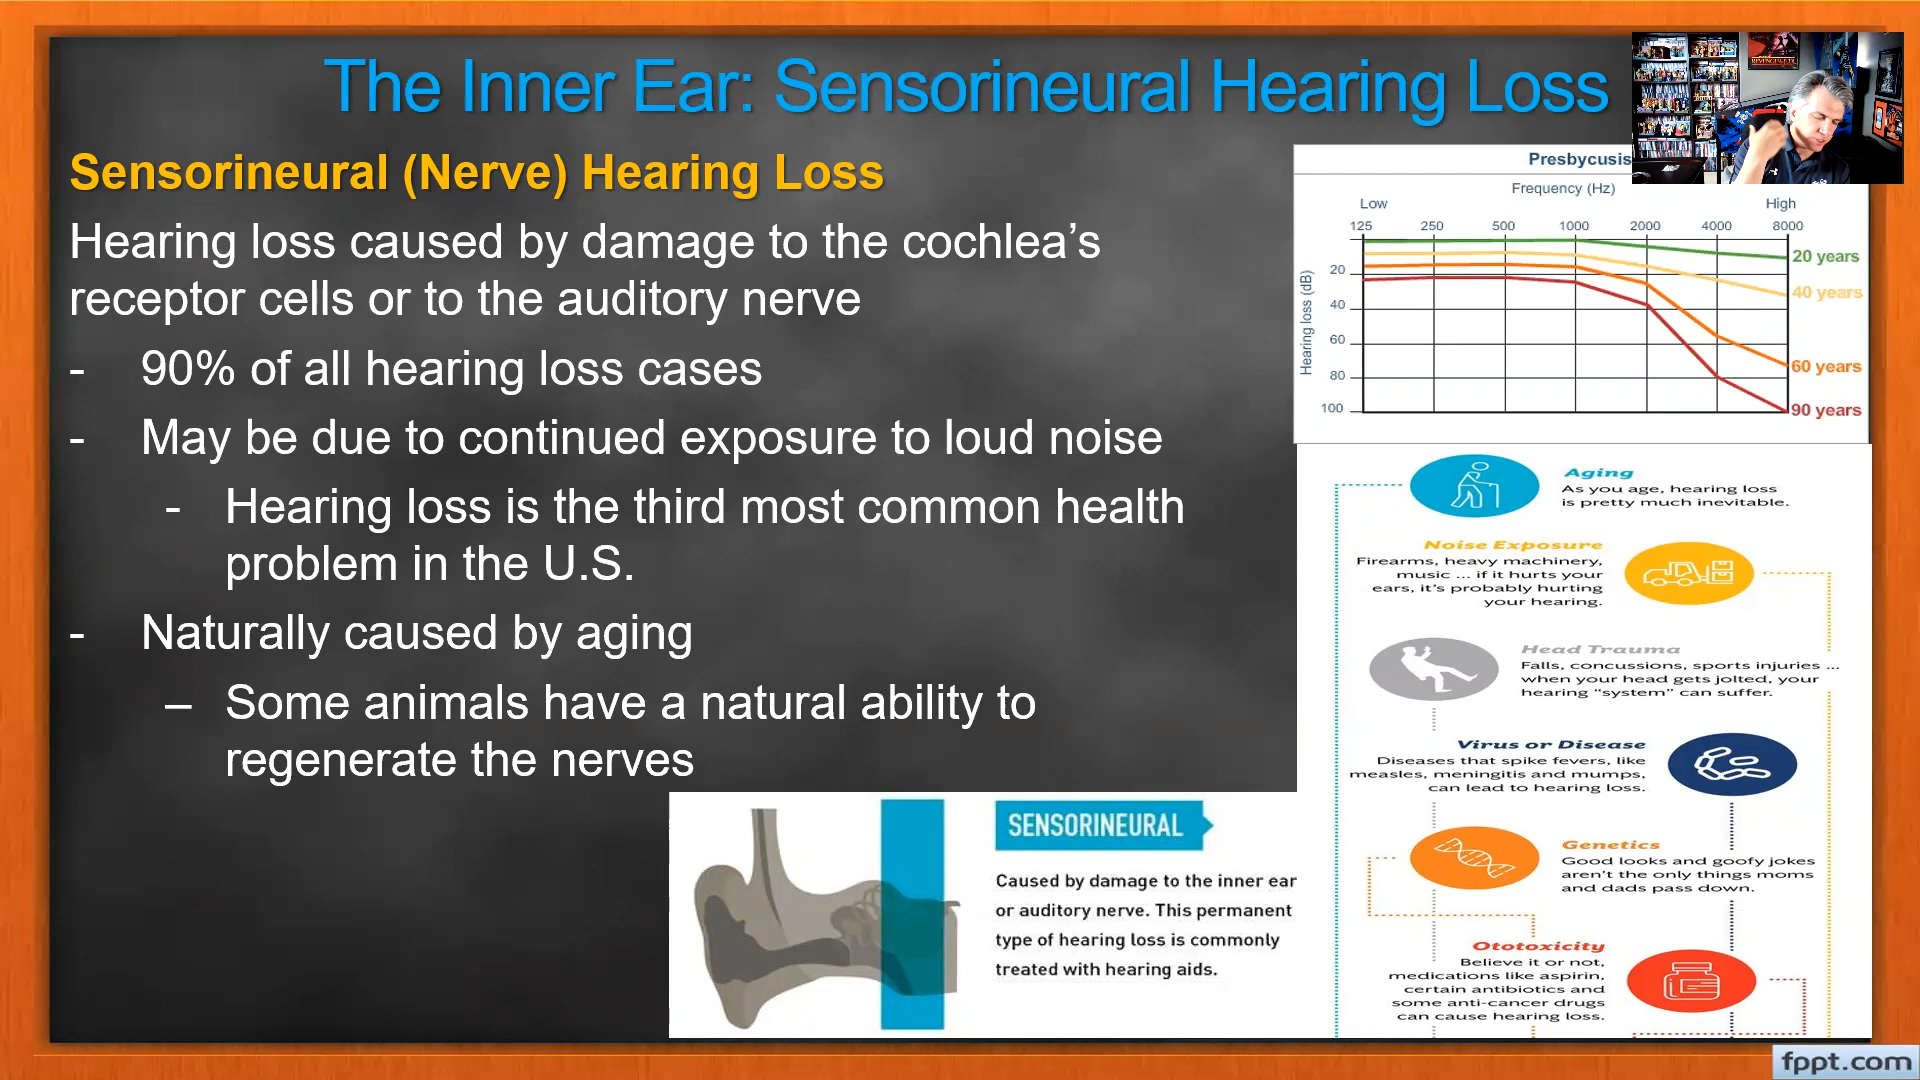 The Inner Ear: Sensorineural Hearing Loss
Sensorineural (Nerve) Hearing Loss
Hearing loss caused by damage to the cochlea's
receptor cells or to the auditory nerve
- 90% of all hearing loss cases
- May be due to continued exposure to loud noise
- Hearing loss is the third most common health
problem in the U.S.
- Naturally caused by aging
– Some animals have a natural ability to
regenerate the nerves
Presbycusis
Frequency (Hz)
Low
High
125 250 500 1000 2000 4000 8000
Hearing loss (dB)
20
40
60
80
100
20 years
40 years
60 years
90 years
Aging
As you age, hearing loss
is pretty much inevitable.
Noise Exposure
Firearms, heavy machinery,
music ... if it hurts your
ears, it's probably hurting
your hearing.
Head Trauma
Falls, concussions, sports injuries ...
when your head gets jolted, your
hearing "system" can suffer.
Virus or Disease
Diseases that spike fevers, like
measles, meningitis and mumps,
can lead to hearing loss.
Genetics
Good looks and goofy jokes
aren't the only things moms
and dads pass down.
Ototoxicity
Believe it or not,
medications like aspirin,
certain antibiotics and
some anti-cancer drugs
can cause hearing loss.
SENSORINEURAL
Caused by damage to the inner ear
or auditory nerve. This permanent
type of hearing loss is commonly
treated with hearing aids.
fppt.com